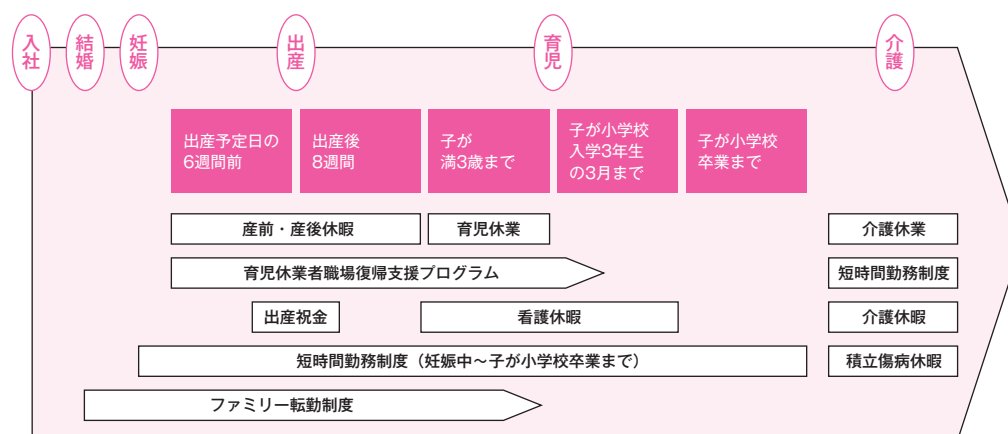 入社
結婚
妊娠
出産
育児
介護
出産予定日の
6週間前
出産後
8週間
子が
満3歳まで
子が小学校
入学3年生
の3月まで
子が小学校
卒業まで
産前・産後休暇
育児休業
介護休業
育児休業者職場復帰支援プログラム
短時間勤務制度
出産祝金
看護休暇
介護休暇
短時間勤務制度（妊娠中〜子が小学校卒業まで）
積立傷病休暇
ファミリー転勤制度